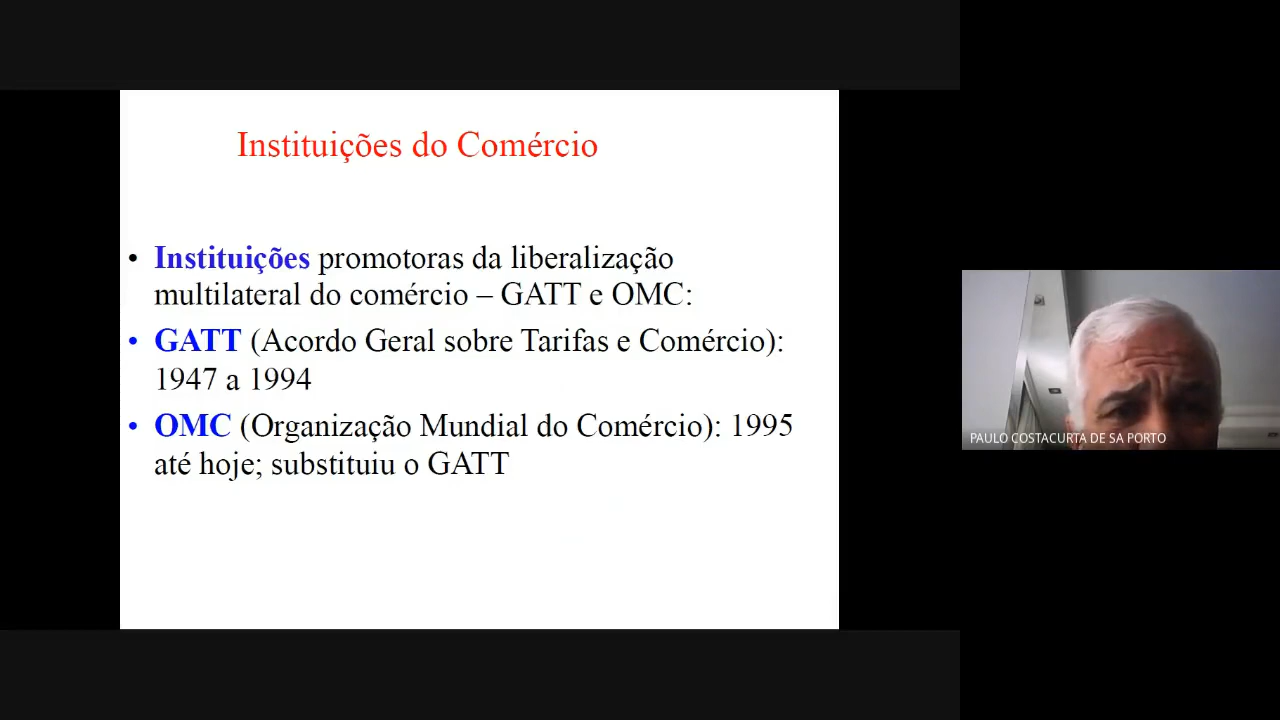 Instituições do Comércio
• Instituições promotoras da liberalização
multilateral do comércio – GATT e OMC:
• GATT (Acordo Geral sobre Tarifas e Comércio):
1947 a 1994
• OMC (Organização Mundial do Comércio): 1995
até hoje; substituiu o GATT
PAULO COSTACURTA DE SA PORTO